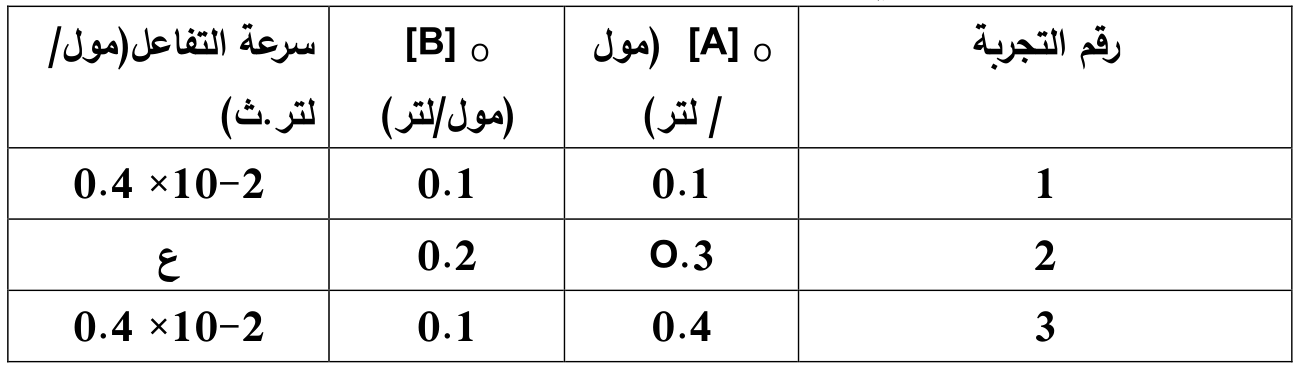 رقم التجربة
[A] ○ (مول
/ لتر)
[B] ○
(مول/لتر)
سرعة التفاعل(مول/
لتر.ث)
1
0.1
0.1
0.4 ×10-2
2
O.3
0.2
ع
3
0.4
0.1
0.4 ×10-2